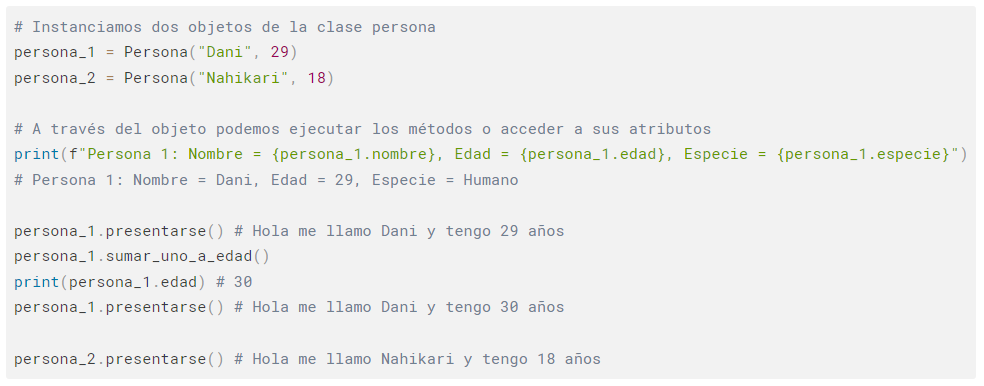 # Instanciamos dos objetos de la clase persona
persona_1 = Persona("Dani", 29)
persona_2 = Persona("Nahikari", 18)
# A través del objeto podemos ejecutar los métodos o acceder a sus atributos
print(f"Persona 1: Nombre = {persona_1.nombre}, Edad = {persona_1.edad}, Especie = {persona_1.especie}")
# Persona 1: Nombre = Dani, Edad = 29, Especie = Humano
persona_1.presentarse() # Hola me llamo Dani y tengo 29 años
persona_1.sumar_uno_a_edad()
print(persona_1.edad) # 30
persona_1.presentarse() # Hola me llamo Dani y tengo 30 años
persona_2.presentarse() # Hola me llamo Nahikari y tengo 18 años